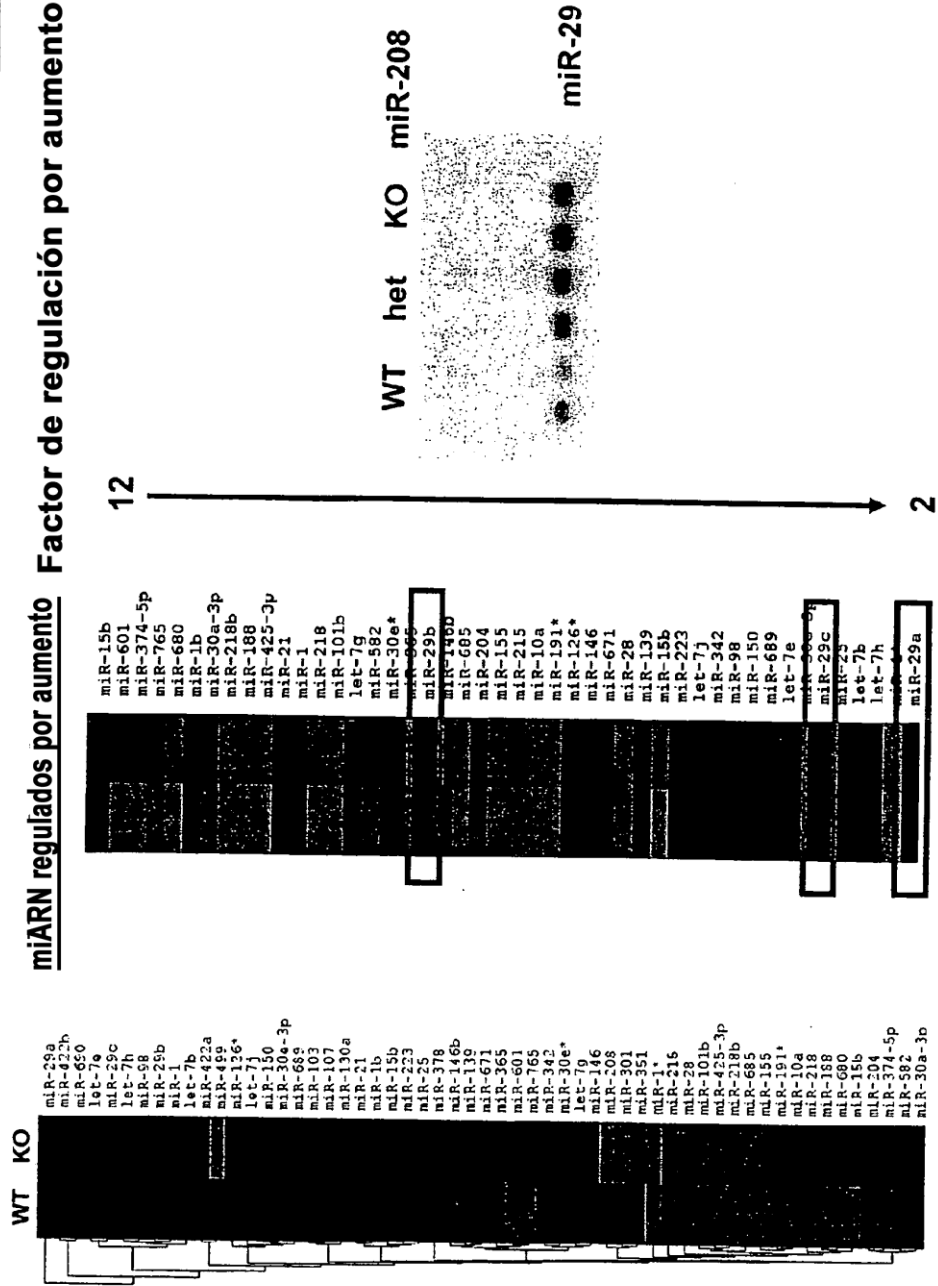 WT KO
miR-29a
miR-422b
miR-690
let-7e
miR-29c
let-7h
miR-98
miR-29b
miR-1
let-7b
miR-422a
miR-499
miR-126*
let-7j
miR-150
miR-30e-3p
miR-689
miR-103
miR-107
miR-130a
miR-21
miR-1b
miR-15b
miR-223
miR-25
miR-378
miR-146b
miR-139
miR-671
miR-365
miR-601
miR-765
miR-342
miR-30e*
let-7g
miR-146
miR-208
miR-301
miR-351
miR-1*
miR-28
miR-101b
miR-425-3p
miR-218b
miR-685
miR-155
miR-191*
miR-10a
miR-218
miR-188
miR-680
miR-15b
miR-204
miR-374-5p
miR-582
miR-30a-3p
miARN regulados por aumento
miR-15b
miR-601
miR-374-5p
miR-765
miR-680
miR-1b
miR-30a-3p
miR-218b
miR-188
miR-425-3p
miR-21
miR-1
miR-218
miR-101b
let-7g
miR-582
miR-30e*
miR-365
miR-29b
miR-146b
miR-685
miR-204
miR-155
miR-215
miR-10a
miR-191*
miR-126*
miR-146
miR-671
miR-28
miR-139
miR-15b
miR-223
let-7j
miR-342
miR-98
miR-150
miR-689
let-7e
miR-29c
miR-25
let-7b
let-7h
miR-29a
Factor de regulación por aumento
12
2
WT het KO
miR-208
miR-29